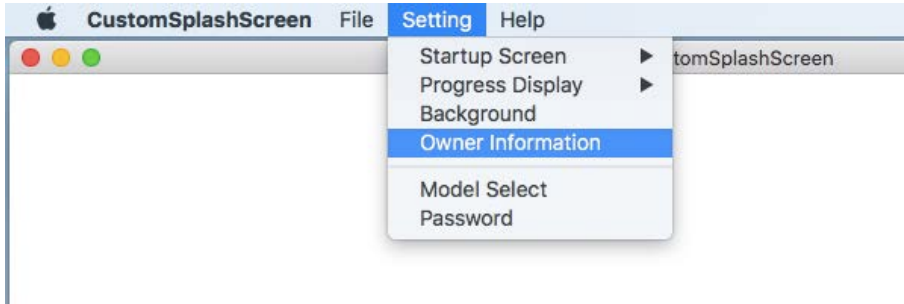 CustomSplashScreen File Setting Help
Startup Screen tomSplashScreen
Progress Display
Background
Owner Information
Model Select
Password